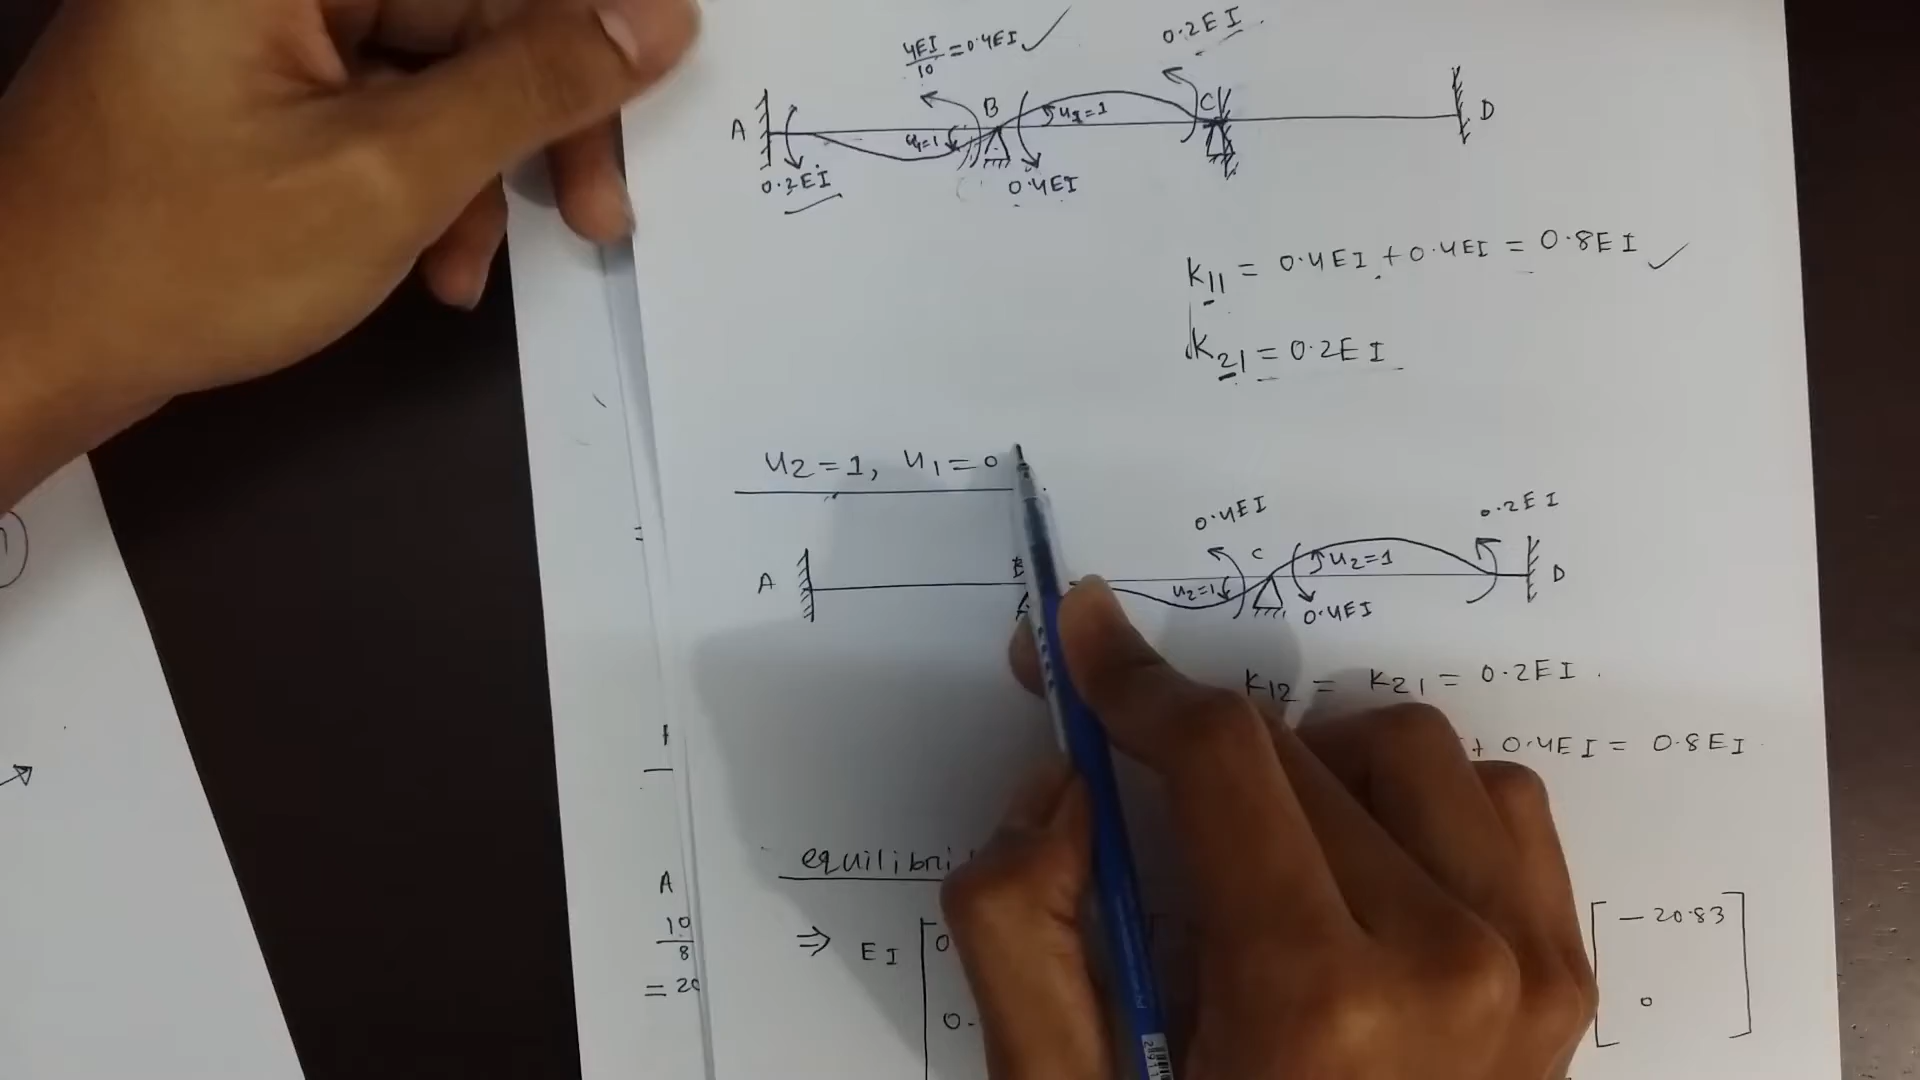 4EI/10 = 0.4EI ✓
0.2EI
A
B
C
D
u1=1
u1=1
0.2EI
0.4EI
K11 = 0.4EI + 0.4EI = 0.8EI ✓
K21 = 0.2EI
u2=1, u1=0
0.4EI
0.2EI
A
B
C
D
u2=1
u2=1
0.4EI
K12 = K21 = 0.2EI
+ 0.4EI = 0.8EI
A
10/8
= 20
⇒ EI [0
0.
[-20.83
0]